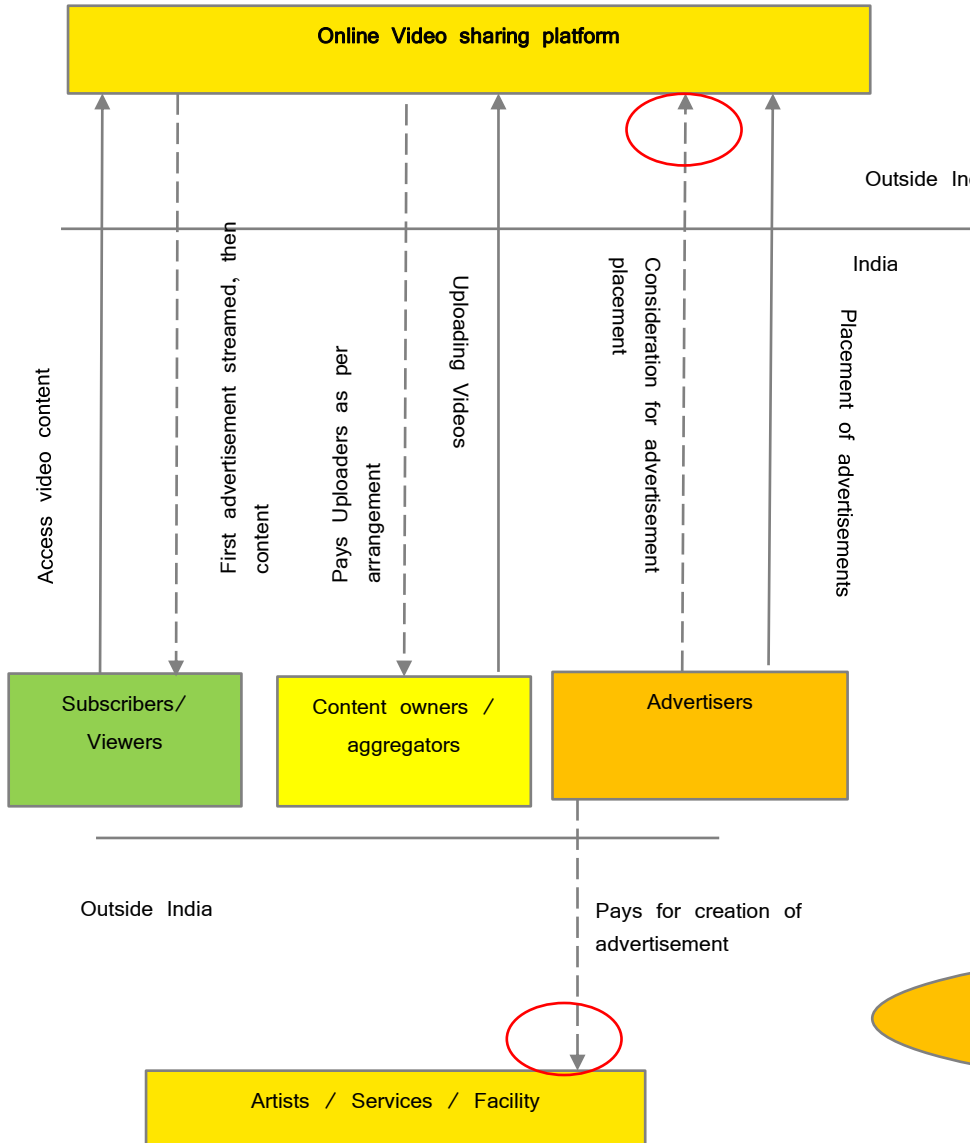 Online Video sharing platform
Outside
India
Access video content
First advertisement streamed, then
content
Pays Uploaders as per
arrangement
Uploading Videos
Consideration for advertisement
placement
Placement of advertisements
Subscribers/
Viewers
Content owners /
aggregators
Advertisers
Outside India
Pays for creation of
advertisement
Artists / Services / Facility